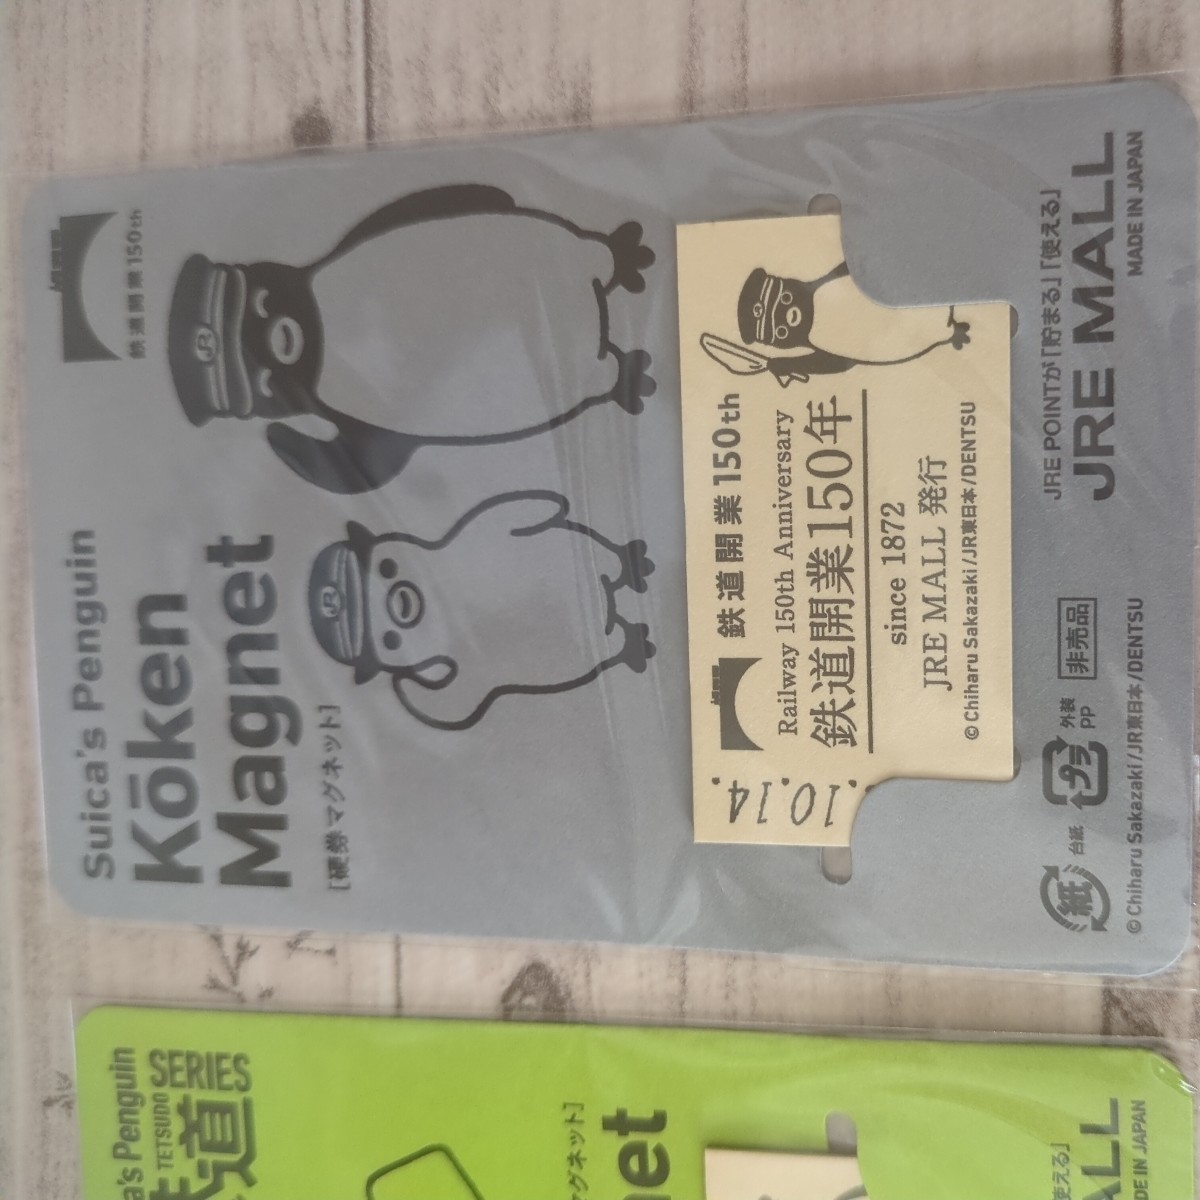 Suica's Penguin
Kōken
Magnet
[硬券マグネット]
鉄道開業150th
JR
JR
鉄道開業150th
Railway 150th Anniversary
鉄道開業150年
since 1872
JRE MALL 発行
©Chiharu Sakazaki/JR東日本/DENTSU
.10.14.
JRE POINTが「貯まる」「使える」
JRE MALL
MADE IN JAPAN
紙 台紙
プラ 外装 PP
非売品
©Chiharu Sakazaki/JR東日本/DENTSU
's Penguin
TETSUDO SERIES
道
マグネット]
net
使える」
ALL
DE IN JAPAN